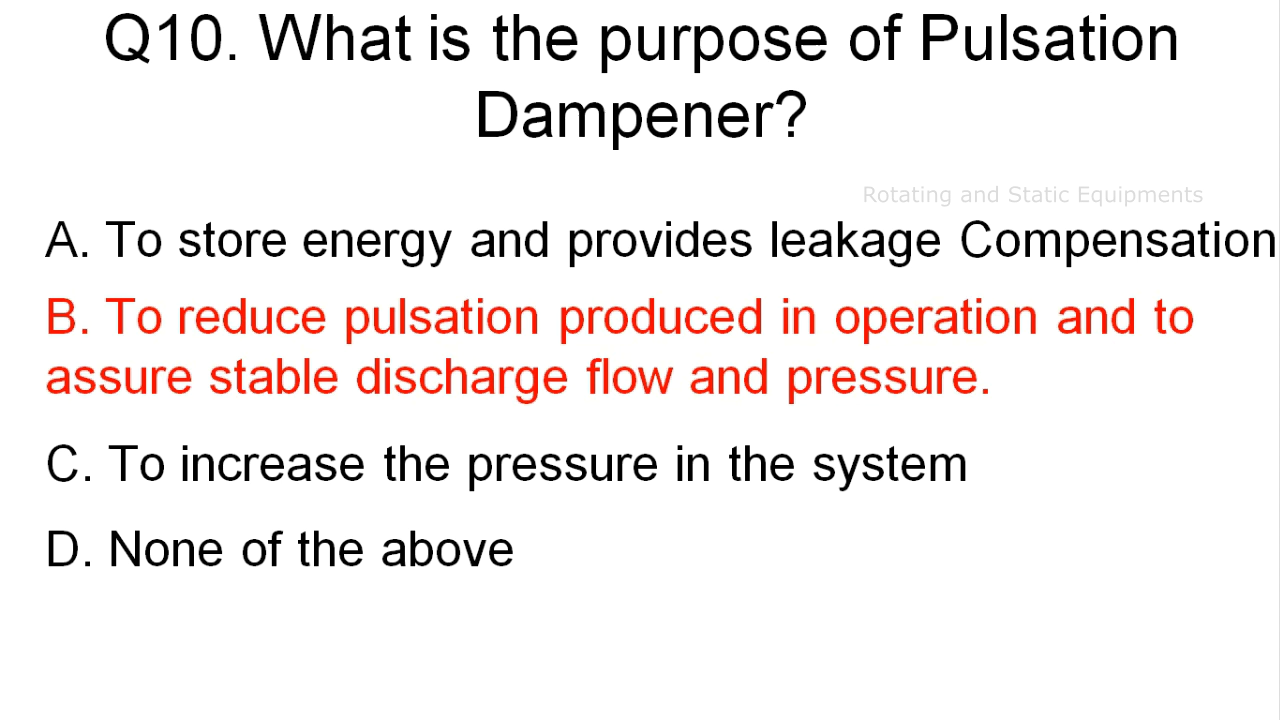 Q10. What is the purpose of Pulsation
Dampener?
Rotating and Static Equipments
A. To store energy and provides leakage Compensation
B. To reduce pulsation produced in operation and to
assure stable discharge flow and pressure.
C. To increase the pressure in the system
D. None of the above